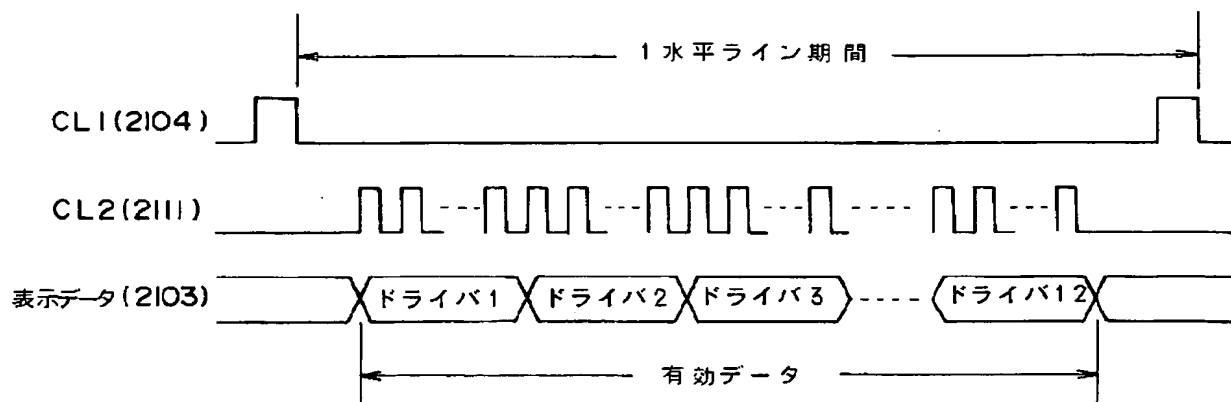 1水平ライン期間
CL1(2104)
CL2(2111)
表示データ(2103)
ドライバ1
ドライバ2
ドライバ3
ドライバ12
有効データ